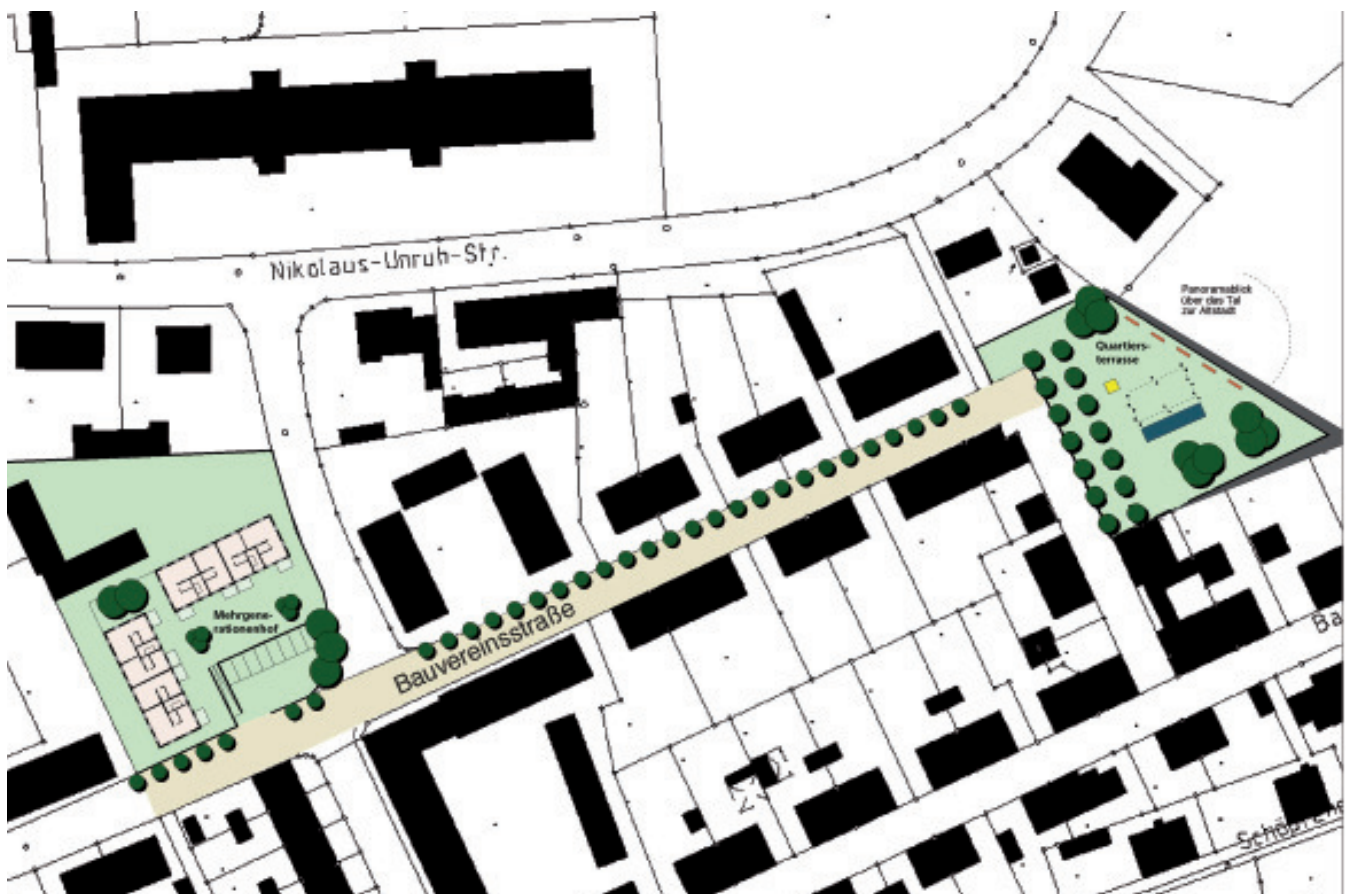 Nikolaus-Unruh-Str.
Panoramablick
über das Tal
zur Altstadt
Quartiers-
terrasse
Mehrgene-
rationenhof
Bauvereinsstraße
Ba